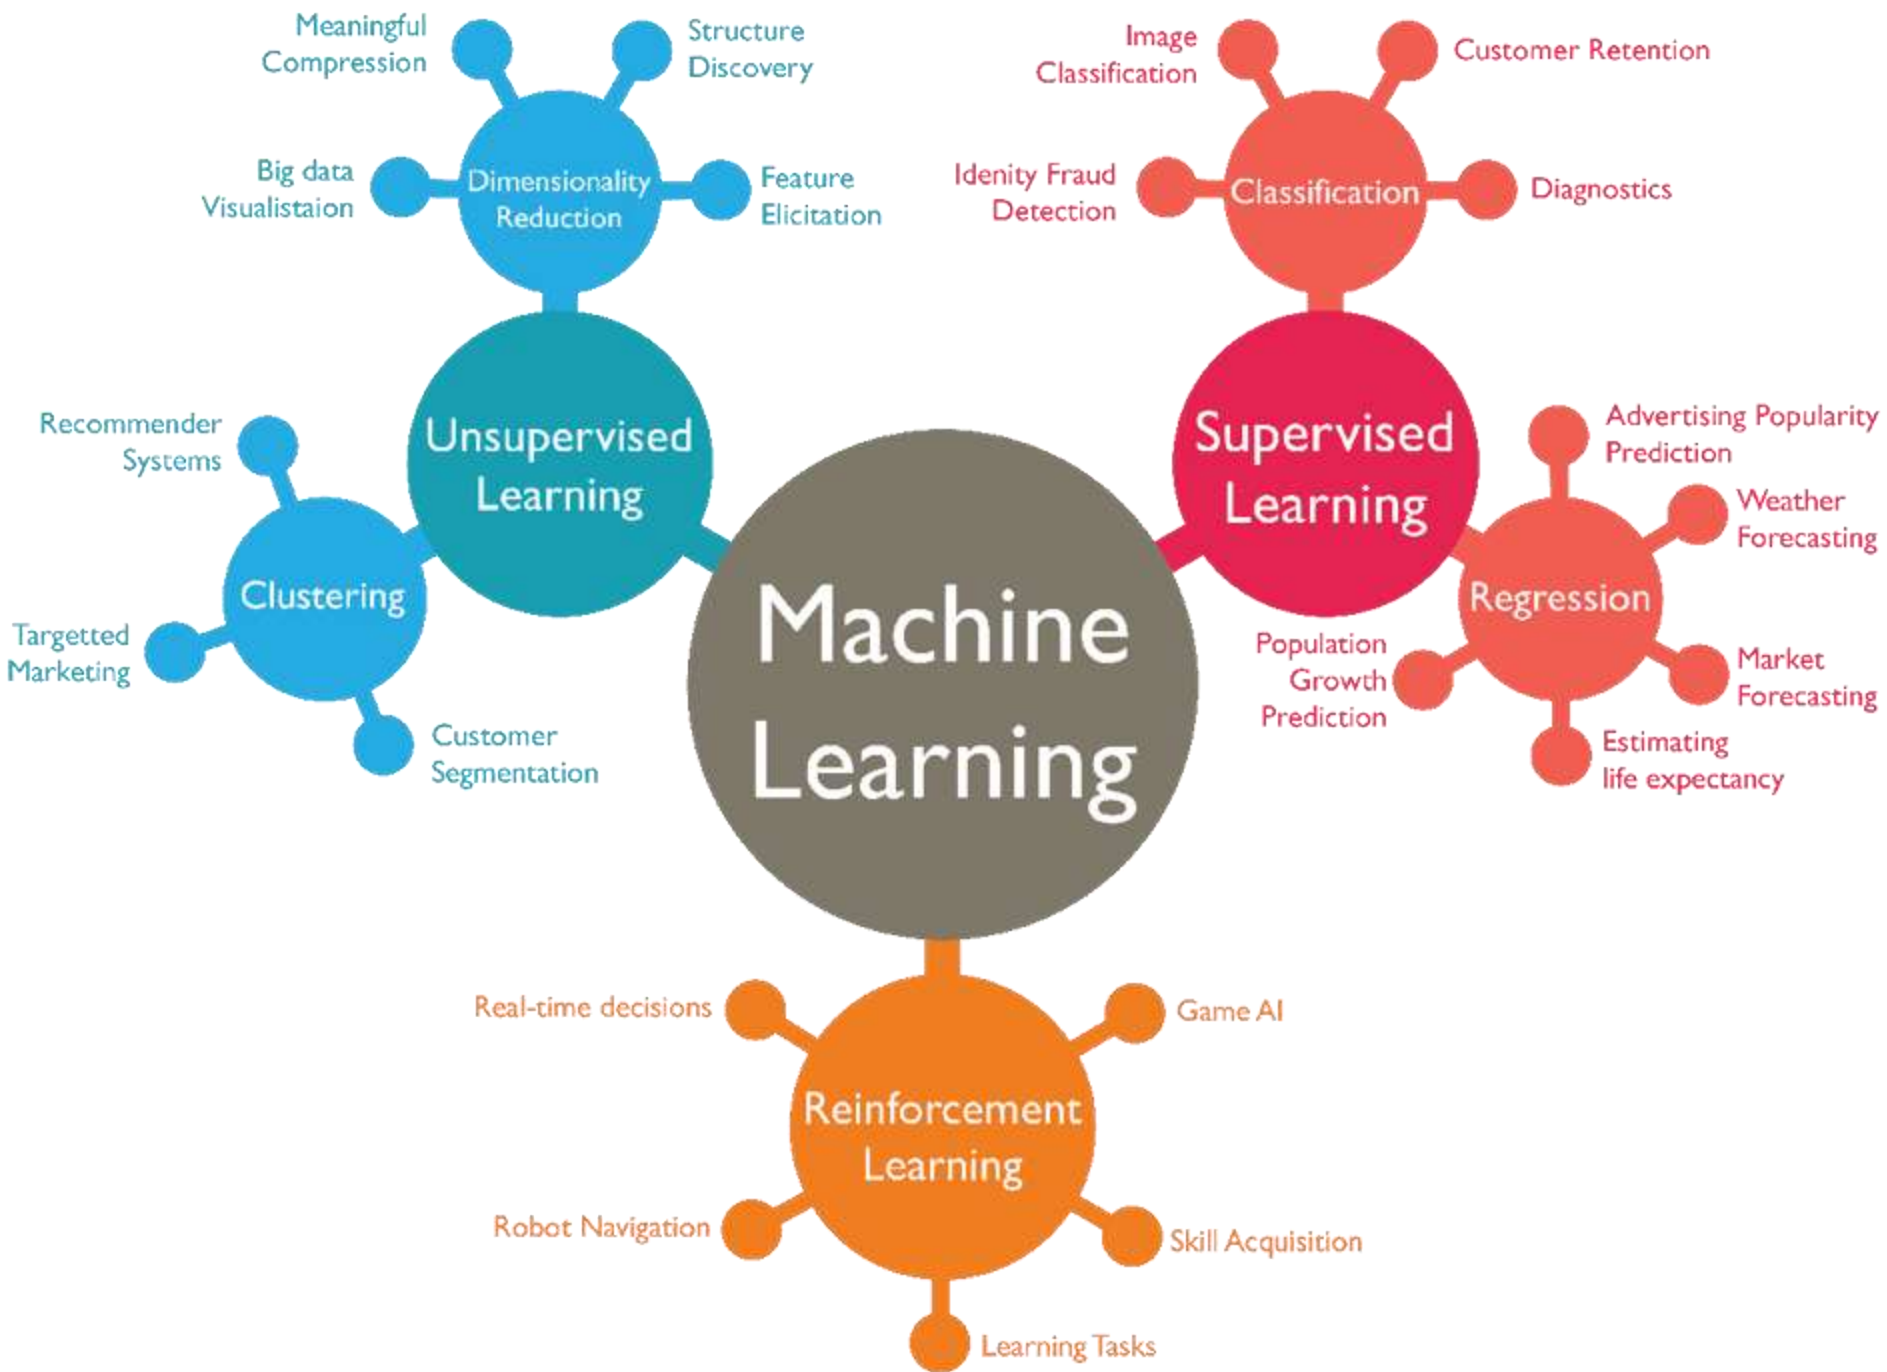 Meaningful
Compression
Structure
Discovery
Big data
Visualistaion
Dimensionality
Reduction
Feature
Elicitation
Image
Classification
Customer Retention
Idenity Fraud
Detection
Classification
Diagnostics
Unsupervised
Learning
Recommender
Systems
Clustering
Targetted
Marketing
Customer
Segmentation
Machine
Learning
Supervised
Learning
Advertising Popularity
Prediction
Weather
Forecasting
Regression
Population
Growth
Prediction
Market
Forecasting
Estimating
life expectancy
Real-time decisions
Game AI
Reinforcement
Learning
Robot Navigation
Skill Acquisition
Learning Tasks